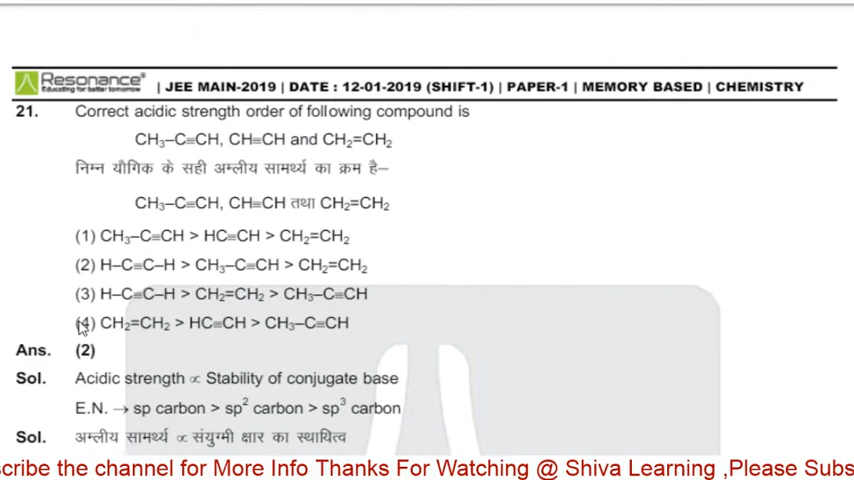 Resonance®
Educating for better tomorrow
| JEE MAIN-2019 | DATE : 12-01-2019 (SHIFT-1) | PAPER-1 | MEMORY BASED | CHEMISTRY
21. Correct acidic strength order of following compound is
CH₃–C≡CH, CH≡CH and CH₂=CH₂
निम्न यौगिक के सही अम्लीय सामर्थ्य का क्रम है–
CH₃–C≡CH, CH≡CH तथा CH₂=CH₂
(1) CH₃–C≡CH > HC≡CH > CH₂=CH₂
(2) H–C≡C–H > CH₃–C≡CH > CH₂=CH₂
(3) H–C≡C–H > CH₂=CH₂ > CH₃–C≡CH
(4) CH₂=CH₂ > HC≡CH > CH₃–C≡CH
Ans. (2)
Sol. Acidic strength ∝ Stability of conjugate base
E.N. → sp carbon > sp² carbon > sp³ carbon
Sol. अम्लीय सामर्थ्य ∝ संयुग्मी क्षार का स्थायित्व
scribe the channel for More Info Thanks For Watching @ Shiva Learning ,Please Subs